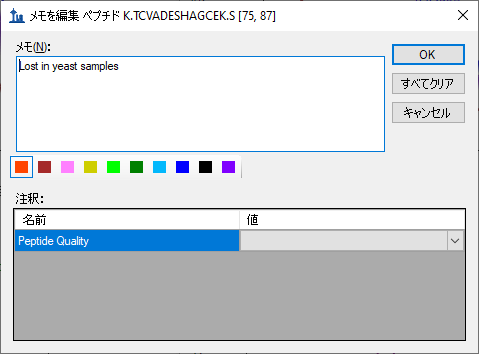 メモを編集 ペプチド K.TCVADESHAGCEK.S [75, 87]
メモ(N):
Lost in yeast samples
OK
すべてクリア
キャンセル
注釈:
名前 値
Peptide Quality